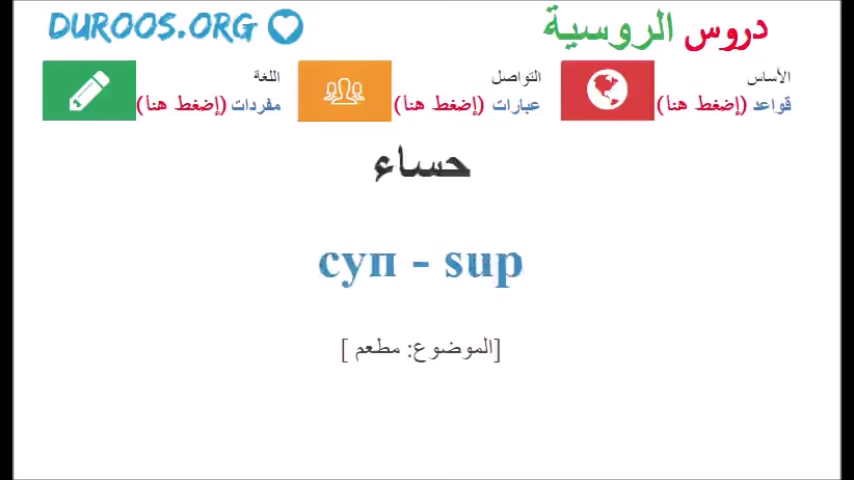 DUROOS.ORG
دروس الروسية
الأساس
قواعد (إضغط هنا)
التواصل
عبارات (إضغط هنا)
اللغة
مفردات (إضغط هنا)
حساء
суп - sup
[الموضوع: مطعم ]